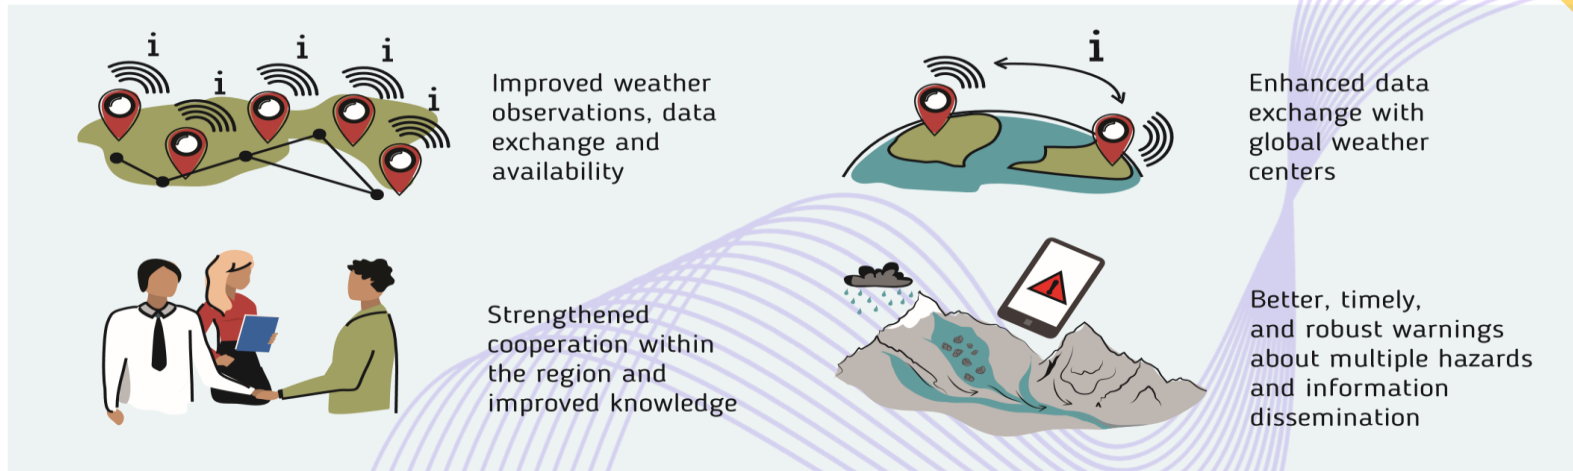 i
i
i
i
i
Improved weather
observations, data
exchange and
availability
i
Enhanced data
exchange with
global weather
centers
Strengthened
cooperation within
the region and
improved knowledge
!
Better, timely,
and robust warnings
about multiple hazards
and information
dissemination